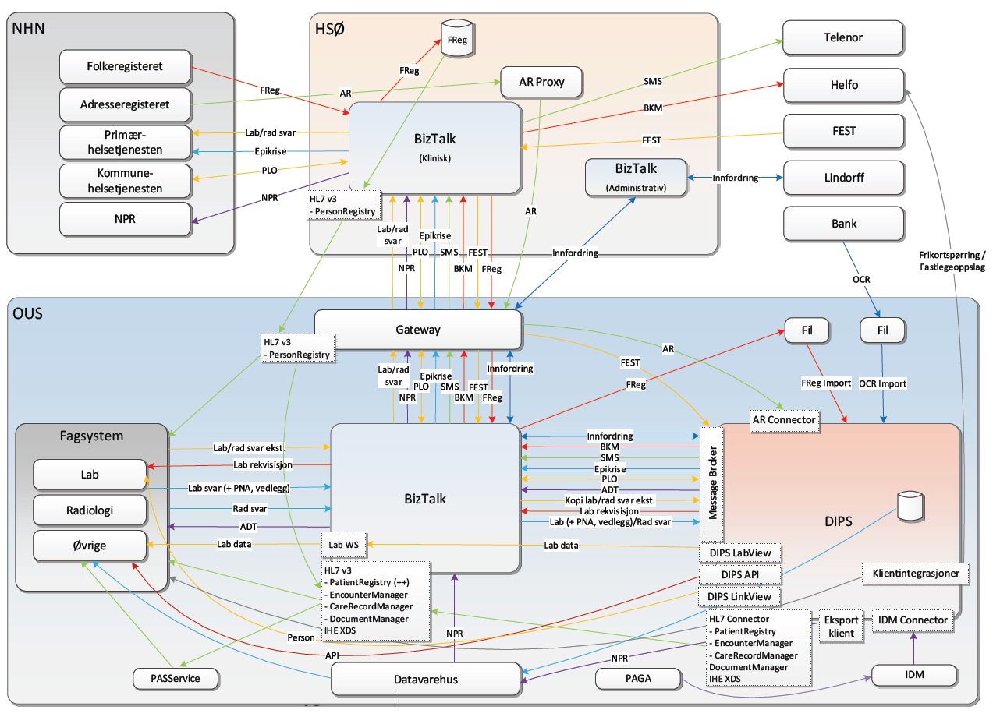 NHN
Folkeregisteret
Adresseregisteret
Primær-
helsetjenesten
Kommune-
helsetjenesten
NPR
FReg
AR
Lab/rad svar
Epikrise
PLO
NPR
HSØ
FReg
FReg
AR Proxy
BizTalk
(Klinisk)
BizTalk
(Administrativ)
HL7 v3
- PersonRegistry
SMS
BKM
FEST
Innfordring
Telenor
Helfo
FEST
Lindorff
Bank
Lab/rad
svar
NPR
PLO
Epikrise
SMS
BKM
FEST
FReg
AR
Innfordring
OCR
Frikortspørring /
Fastlegeoppslag
OUS
Gateway
HL7 v3
- PersonRegistry
Fil
Fil
Lab/rad
svar
NPR
PLO
Epikrise
SMS
BKM
FEST
FReg
Innfordring
FEST
AR
FReg
FReg Import
OCR Import
AR Connector
Fagsystem
Lab
Radiologi
Øvrige
Lab/rad svar ekst.
Lab rekvisisjon
Lab svar (+ PNA, vedlegg)
Rad svar
ADT
Lab data
BizTalk
Lab WS
HL7 v3
- PatientRegistry (++)
- EncounterManager
- CareRecordManager
- DocumentManager
IHE XDS
Innfordring
BKM
SMS
Epikrise
PLO
ADT
Kopi lab/rad svar ekst.
Lab rekvisisjon
Lab (+ PNA, vedlegg)/Rad svar
Lab data
Message Broker
DIPS
DIPS LabView
DIPS API
DIPS LinkView
Klientintegrasjoner
HL7 Connector
- PatientRegistry
- EncounterManager
- CareRecordManager
DocumentManager
IHE XDS
Eksport
klient
IDM Connector
Person
API
NPR
NPR
PASService
Datavarehus
PAGA
IDM